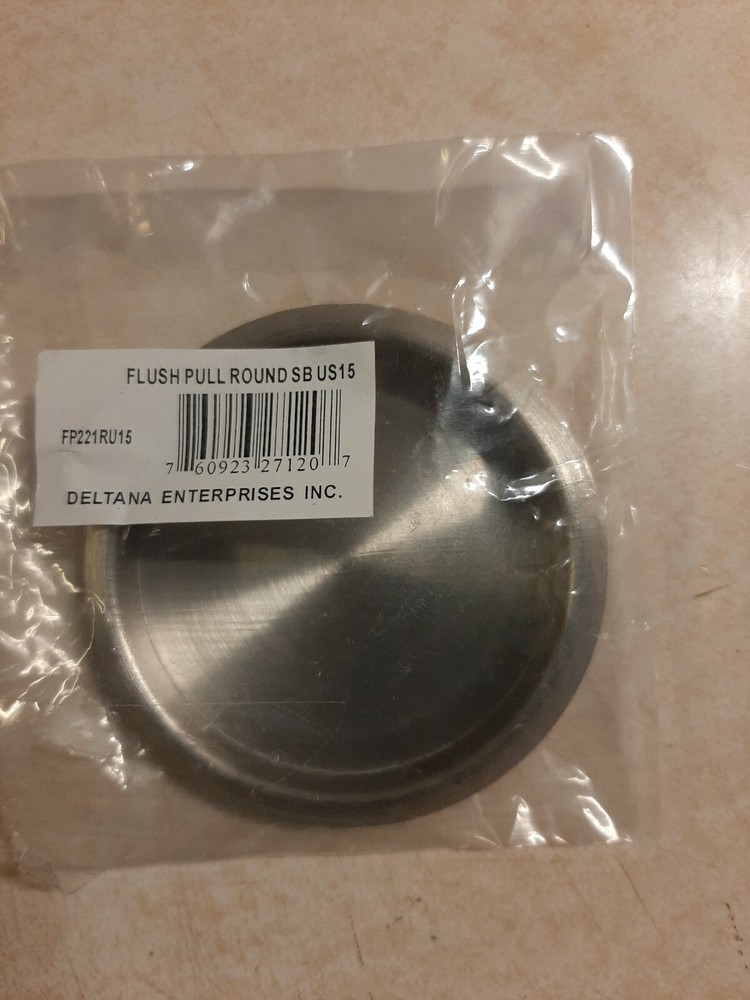 FLUSH PULL ROUND SB US15
FP221RU15
7 60923 27120 7
DELTANA ENTERPRISES INC.